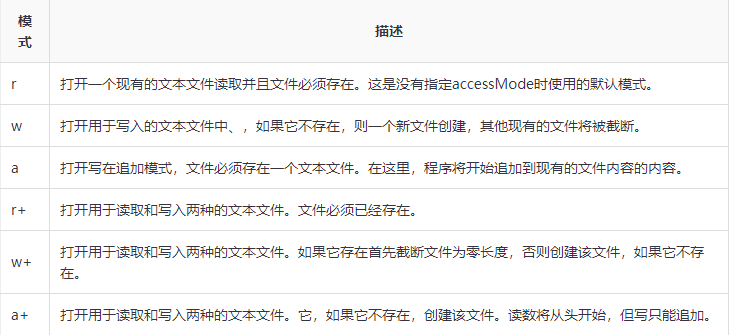 模
式
描述
r
打开一个现有的文本文件读取并且文件必须存在。这是没有指定accessMode时使用的默认模式。
w
打开用于写入的文本文件中、，如果它不存在，则一个新文件创建，其他现有的文件将被截断。
a
打开写在追加模式，文件必须存在一个文本文件。在这里，程序将开始追加到现有的文件内容的内容。
r+
打开用于读取和写入两种的文本文件。文件必须已经存在。
w+
打开用于读取和写入两种的文本文件。如果它存在首先截断文件为零长度，否则创建该文件，如果它不存
在。
a+
打开用于读取和写入两种的文本文件。它，如果它不存在，创建该文件。读数将从头开始，但写只能追加。